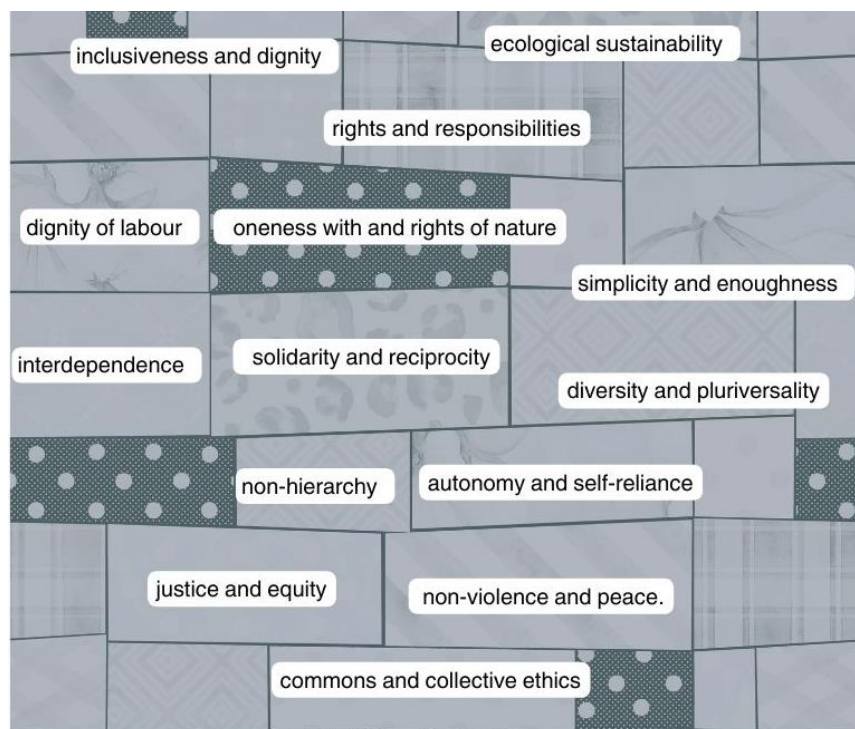 inclusiveness and dignity
ecological sustainability
rights and responsibilities
dignity of labour
oneness with and rights of nature
simplicity and enoughness
interdependence
solidarity and reciprocity
diversity and pluriversality
non-hierarchy
autonomy and self-reliance
justice and equity
non-violence and peace.
commons and collective ethics